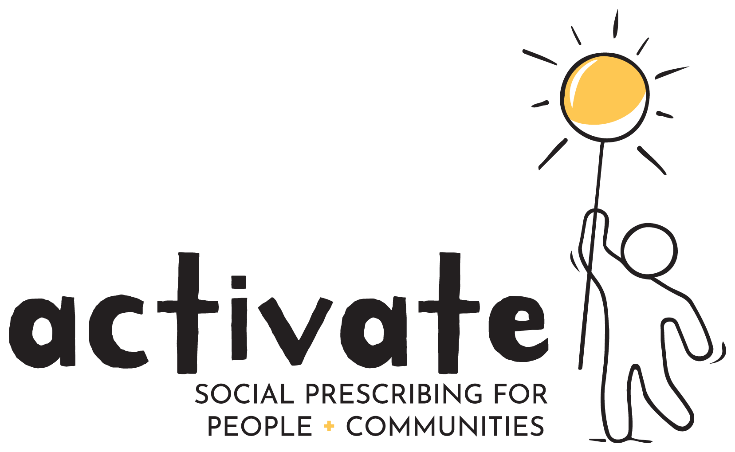 activate
SOCIAL PRESCRIBING FOR
PEOPLE + COMMUNITIES